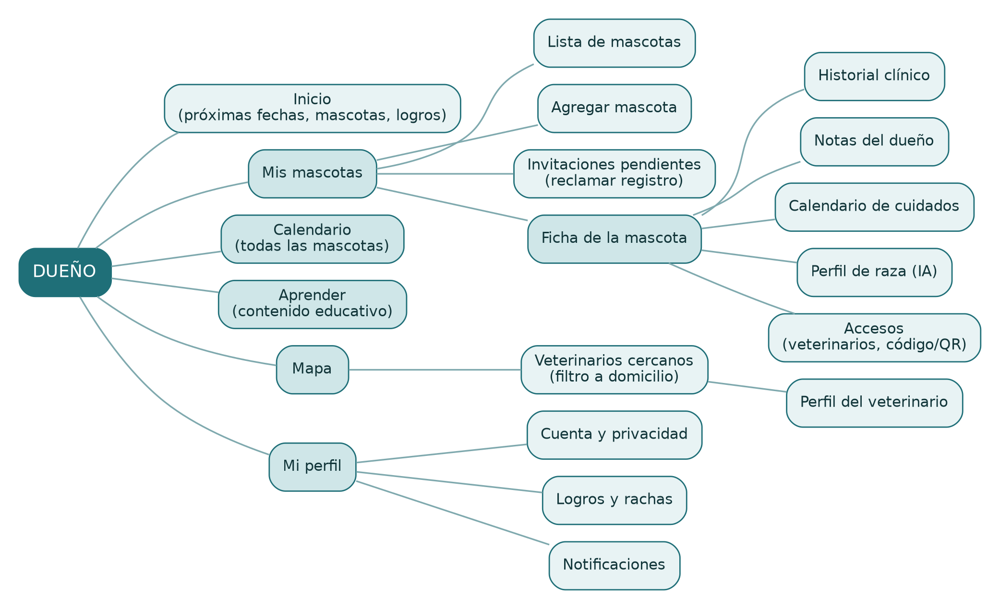 DUEÑO
Inicio
(próximas fechas, mascotas, logros)
Mis mascotas
Calendario
(todas las mascotas)
Aprender
(contenido educativo)
Mapa
Mi perfil
Lista de mascotas
Agregar mascota
Invitaciones pendientes
(reclamar registro)
Ficha de la mascota
Veterinarios cercanos
(filtro a domicilio)
Cuenta y privacidad
Logros y rachas
Notificaciones
Historial clínico
Notas del dueño
Calendario de cuidados
Perfil de raza (IA)
Accesos
(veterinarios, código/QR)
Perfil del veterinario